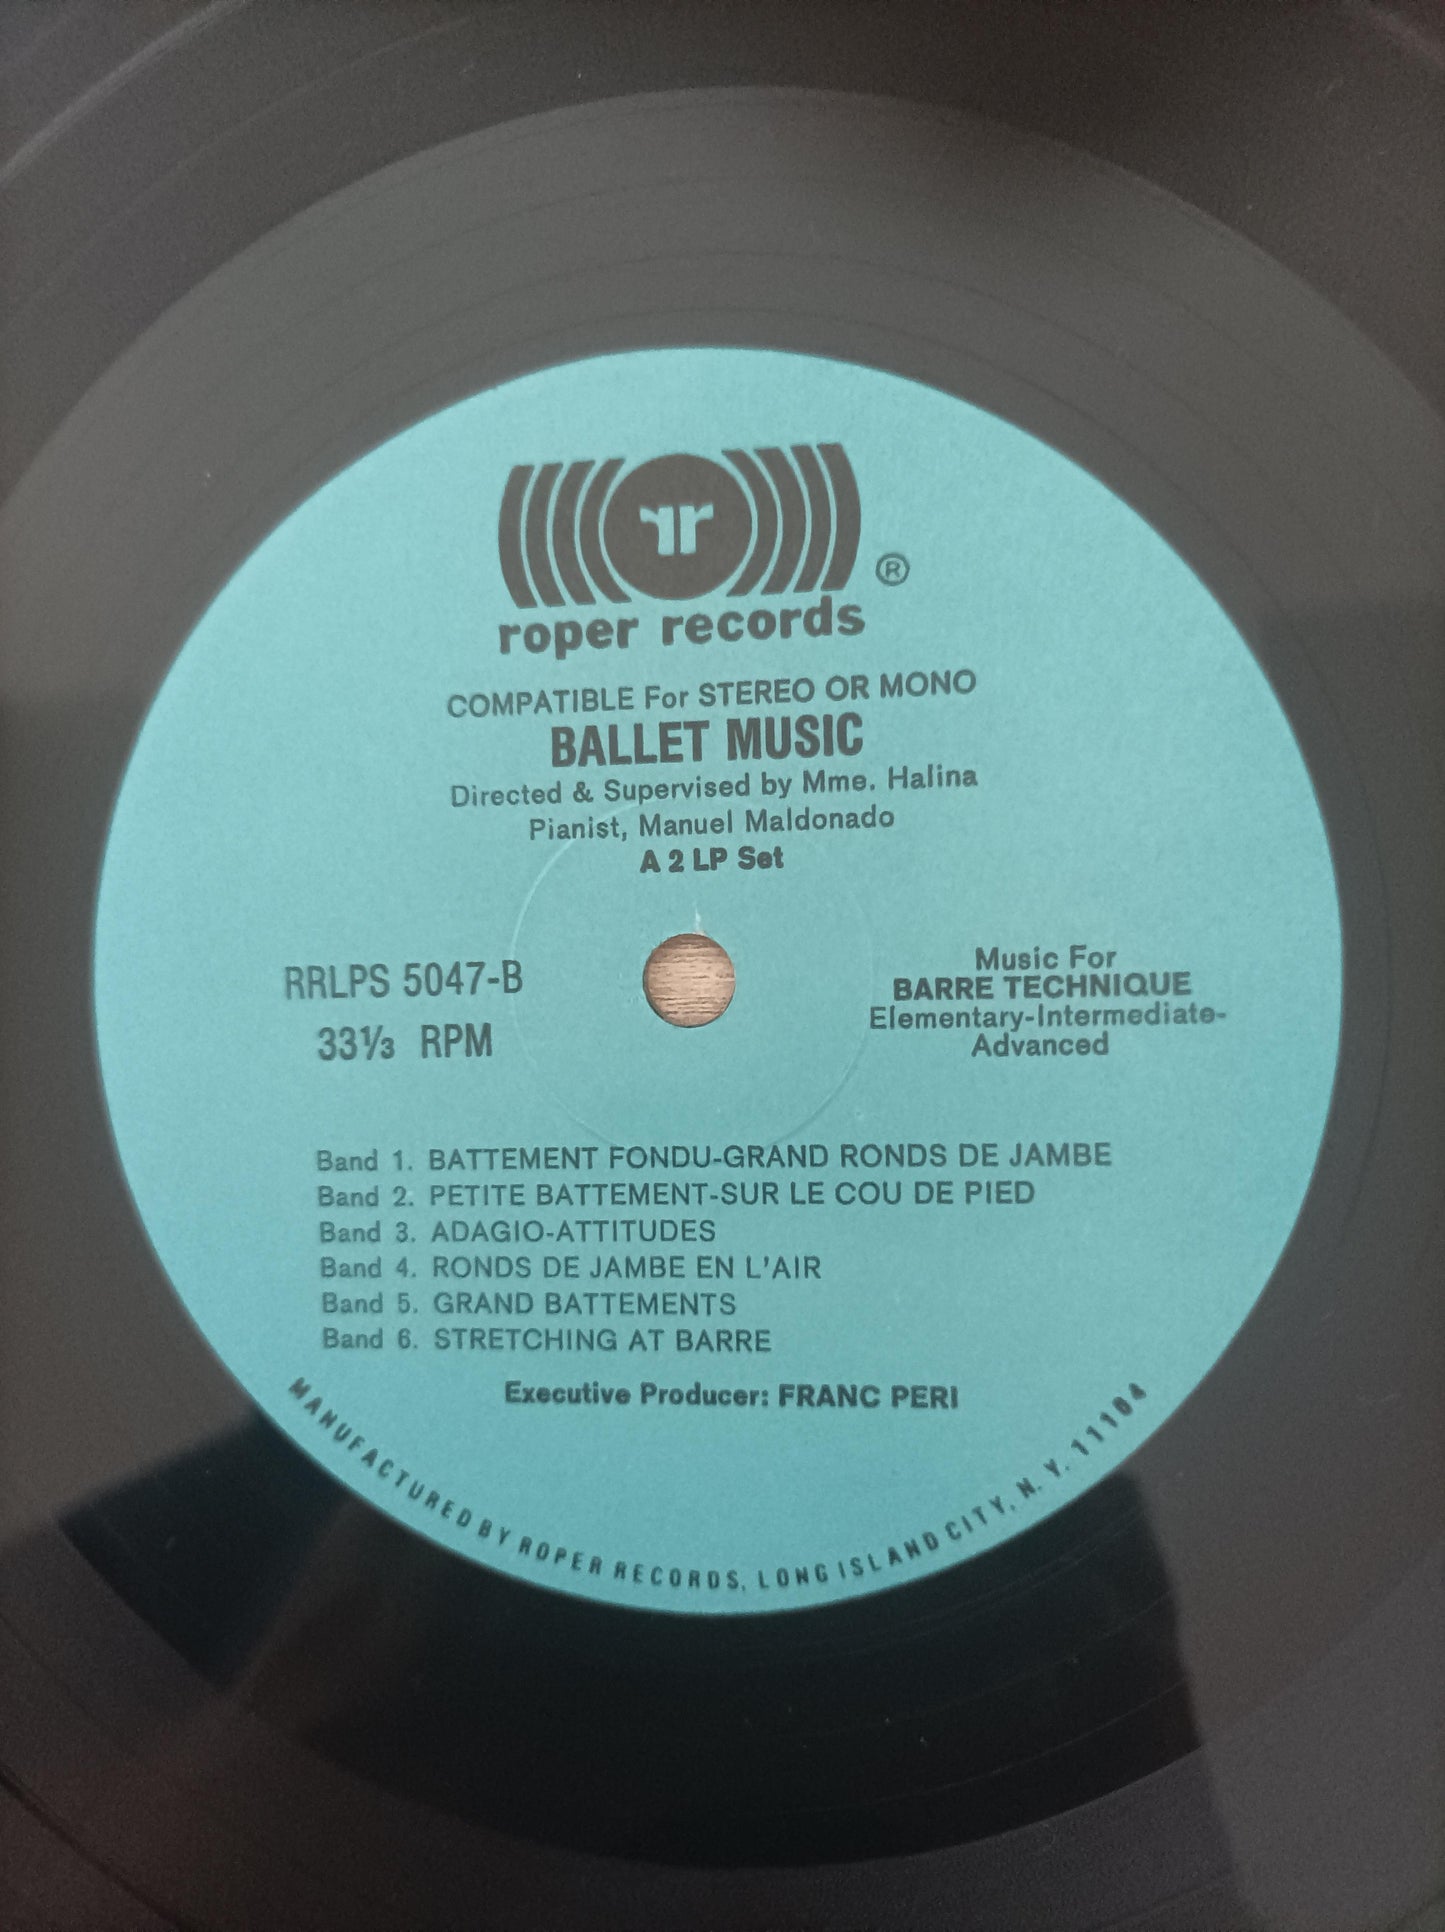 rr
®
roper records
COMPATIBLE For STEREO OR MONO
BALLET MUSIC
Directed & Supervised by Mme. Halina
Pianist, Manuel Maldonado
A 2 LP Set
RRLPS 5047-B
33⅓ RPM
Music For
BARRE TECHNIQUE
Elementary-Intermediate-
Advanced
Band 1. BATTEMENT FONDU-GRAND RONDS DE JAMBE
Band 2. PETITE BATTEMENT-SUR LE COU DE PIED
Band 3. ADAGIO-ATTITUDES
Band 4. RONDS DE JAMBE EN L'AIR
Band 5. GRAND BATTEMENTS
Band 6. STRETCHING AT BARRE
Executive Producer: FRANC PERI
MANUFACTURED BY ROPER RECORDS, LONG ISLAND CITY, N. Y. 11104